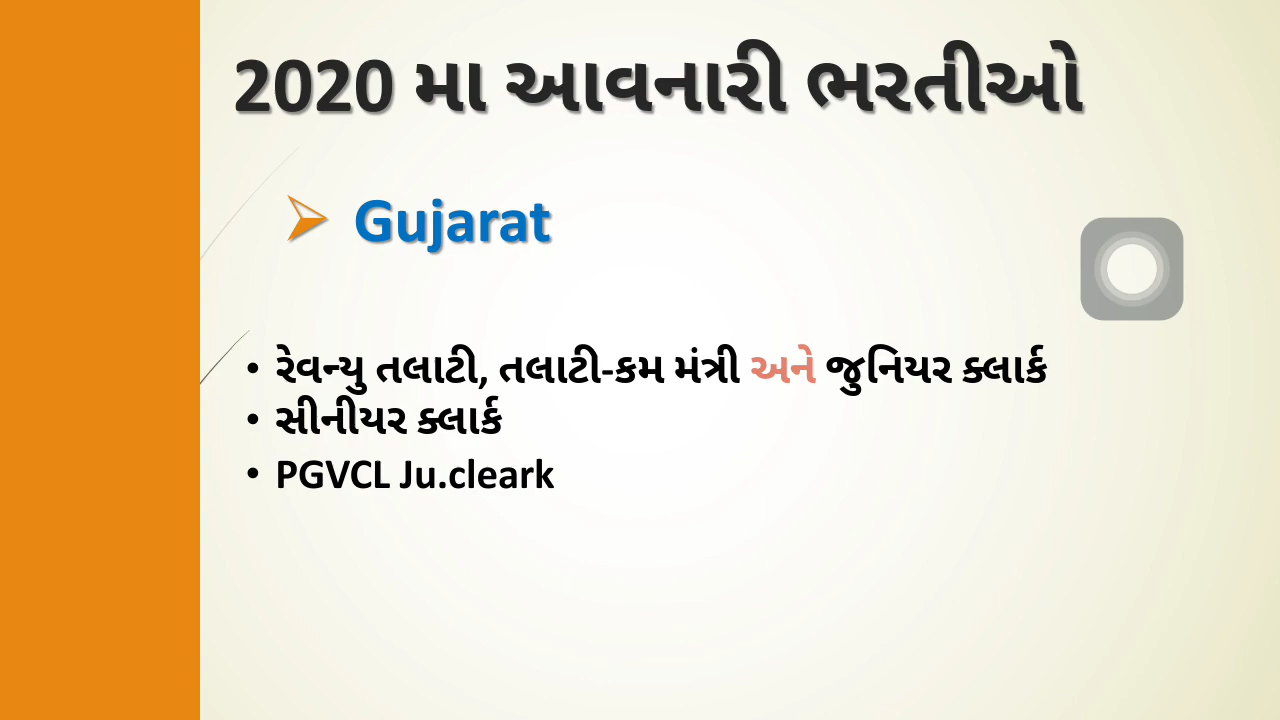 2020 મા આવનારી ભરતીઓ
Gujarat
• રેવન્યુ તલાટી, તલાટી-કમ મંત્રી અને જુનિયર ક્લાર્ક
• સીનીયર ક્લાર્ક
• PGVCL Ju.cleark